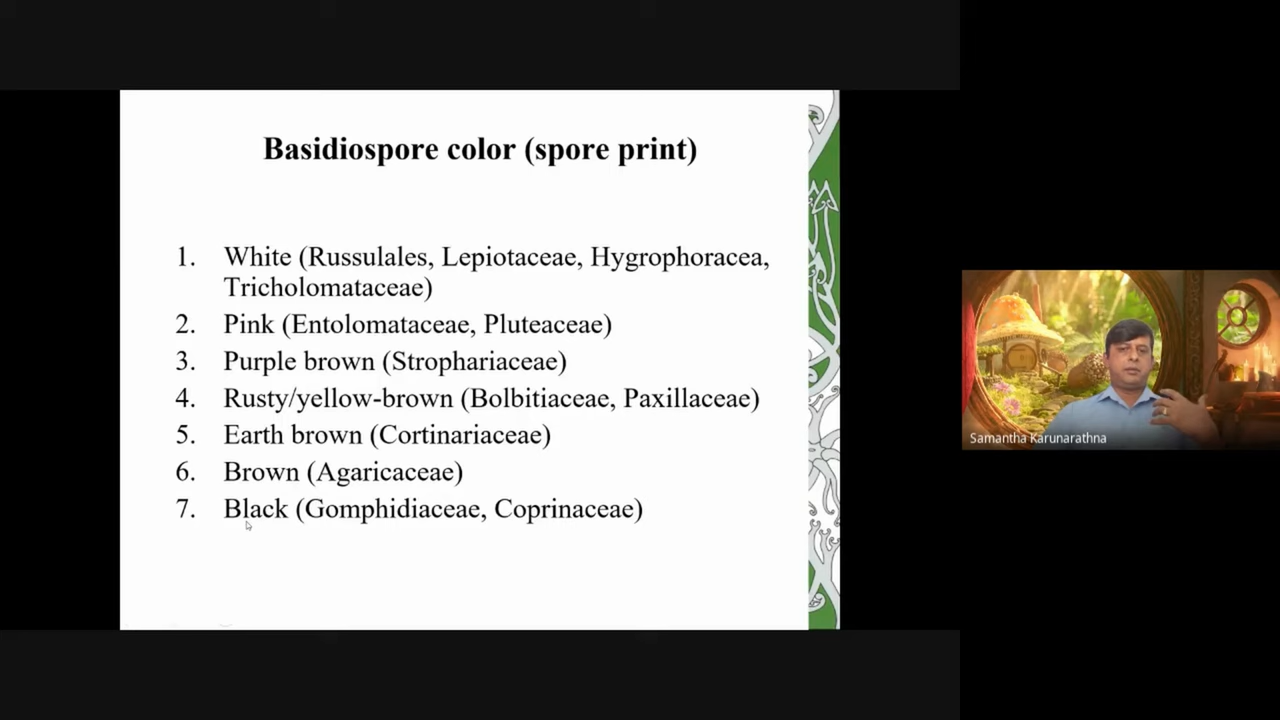 Basidiospore color (spore print)
1. White (Russulales, Lepiotaceae, Hygrophoracea,
Tricholomataceae)
2. Pink (Entolomataceae, Pluteaceae)
3. Purple brown (Strophariaceae)
4. Rusty/yellow-brown (Bolbitiaceae, Paxillaceae)
5. Earth brown (Cortinariaceae)
6. Brown (Agaricaceae)
7. Black (Gomphidiaceae, Coprinaceae)
Samantha Karunarathna